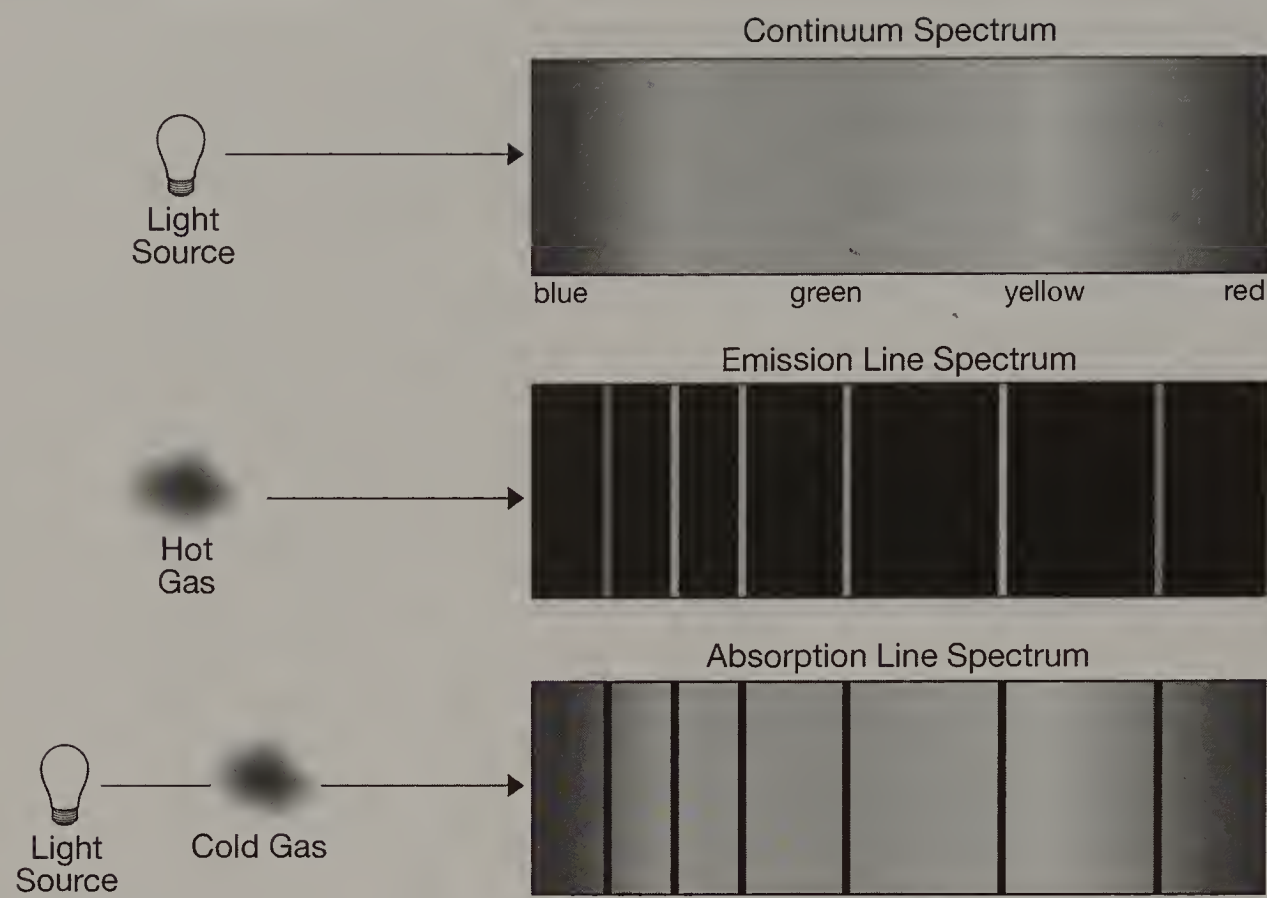 Continuum Spectrum
Light
Source
blue green yellow red
Emission Line Spectrum
Hot
Gas
Absorption Line Spectrum
Light
Source
Cold Gas